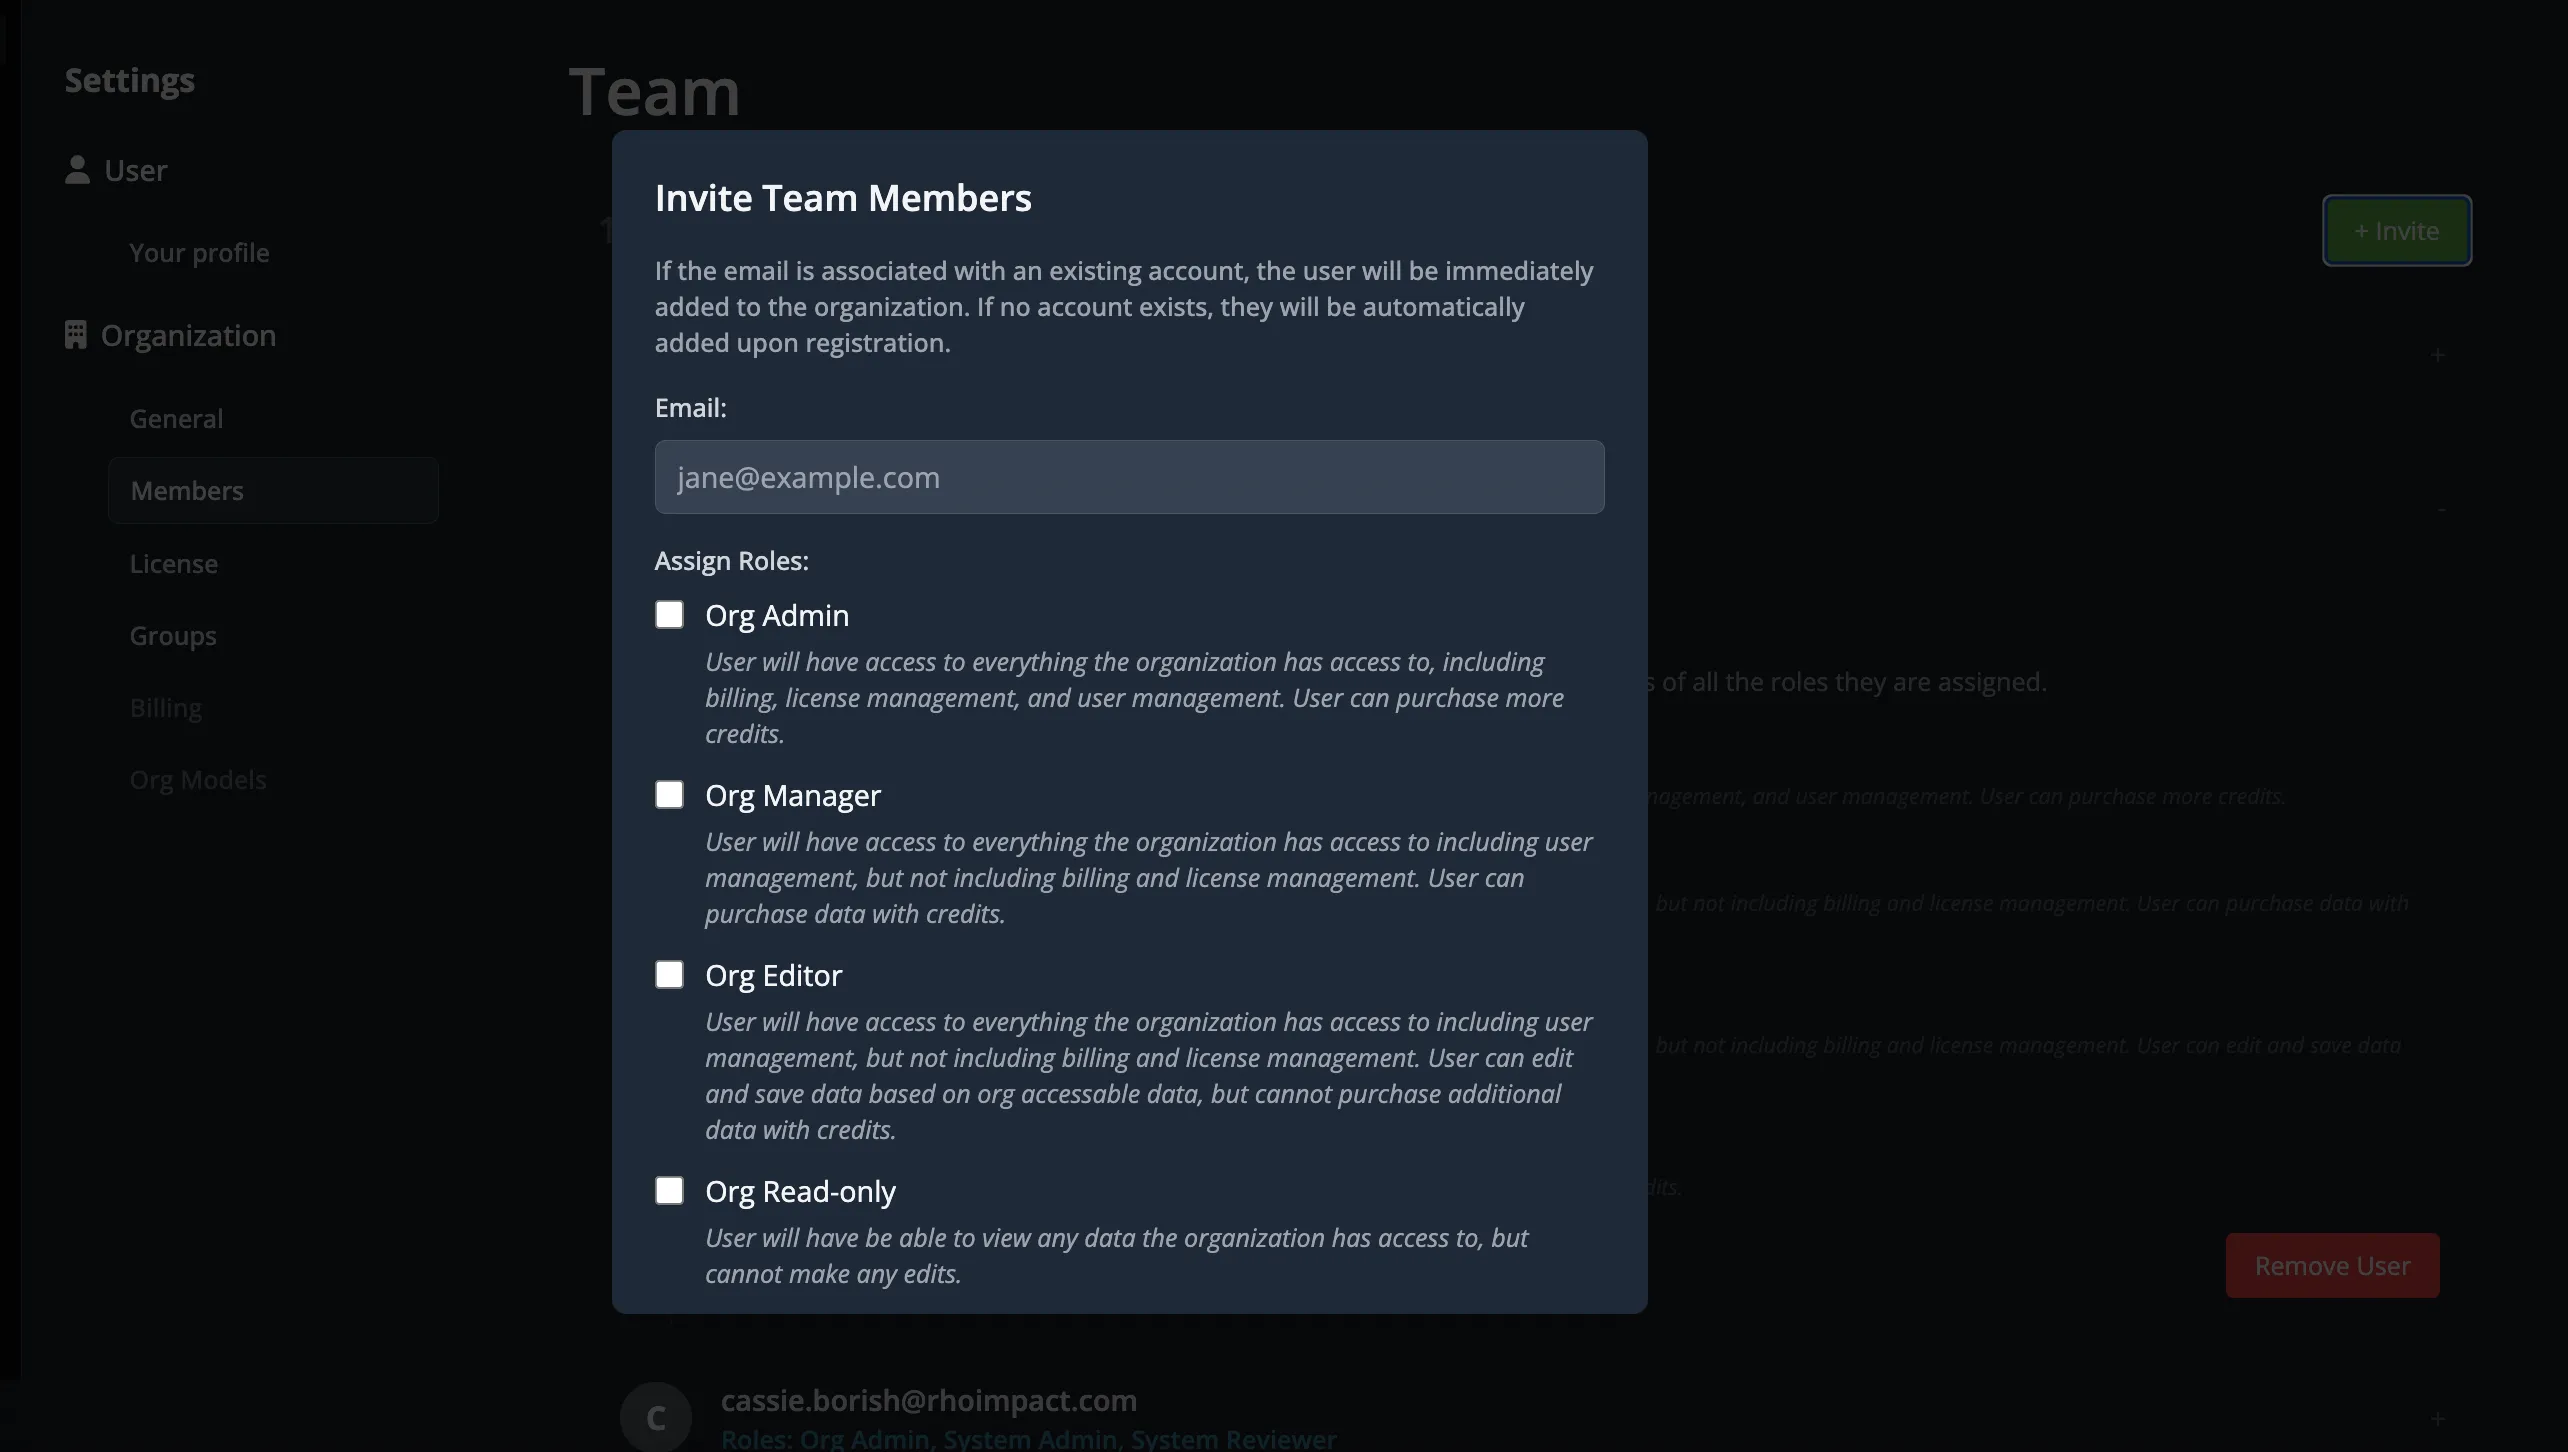 Settings
User
Your profile
Organization
General
Members
License
Groups
Billing
Org Models
Team
+ Invite
+
-
Invite Team Members
If the email is associated with an existing account, the user will be immediately
added to the organization. If no account exists, they will be automatically
added upon registration.
Email:
jane@example.com
Assign Roles:
Org Admin
User will have access to everything the organization has access to, including
billing, license management, and user management. User can purchase more
credits.
Org Manager
User will have access to everything the organization has access to including user
management, but not including billing and license management. User can
purchase data with credits.
Org Editor
User will have access to everything the organization has access to including user
management, but not including billing and license management. User can edit
and save data based on org accessable data, but cannot purchase additional
data with credits.
Org Read-only
User will have be able to view any data the organization has access to, but
cannot make any edits.
of all the roles they are assigned.
and user management. User can purchase more credits.
but not including billing and license management. User can purchase data with
but not including billing and license management. User can edit and save data
Remove User
C
cassie.borish@rhoimpact.com
+
Roles: Org Admin, System Admin, System Reviewer